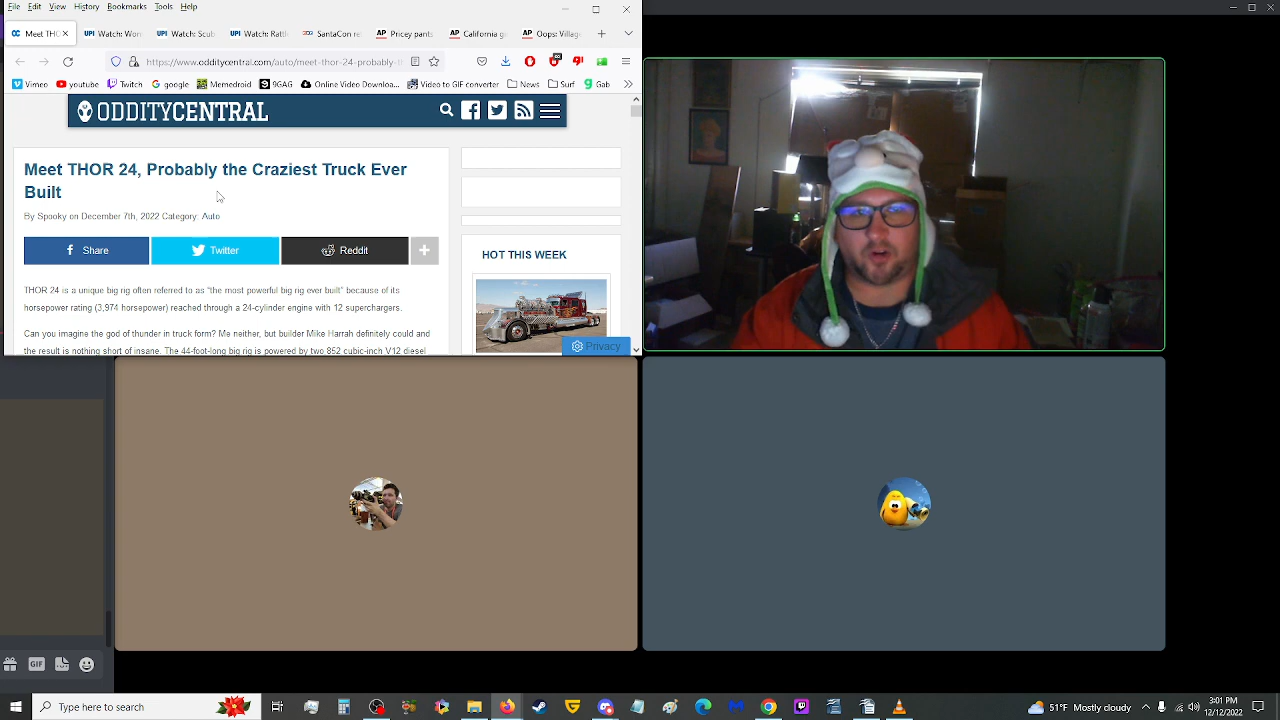 File Edit View History Bookmarks Tools Help
Meet THO
UPI Watch: Wor
UPI Watch: Scub
UPI Watch: Rattl
SantaCon re
AP Pricey pants
AP California g
AP Oops: Villag
https://www.odditycentral.com/auto/meet-thor-24-probably-th
Vimeo youtube google Memedroid 9GAG Online Video Downloa... Video to GIF converter News Surf Gab
ODDITYCENTRAL
Meet THOR 24, Probably the Craziest Truck Ever
Built
By Spooky on December 7th, 2022 Category: Auto
Share Twitter Reddit +
HOT THIS WEEK
THOR 24 is a unique big rig often referred to as “the most powerful big rig ever built” because of its
horsepower rating (3,974 horsepower) reached through a 24-cylinder engine with 12 superchargers.
Can you imagine the god of thunder in truck form? Me neither, but builder Mike Harrah definitely could and
the result is nothing short of insane. The 44-foot-long big rig is powered by two 852 cubic-inch V12 diesel
Privacy
GIF
Type here to search
51°F Mostly cloudy
3:01 PM
12/12/2022